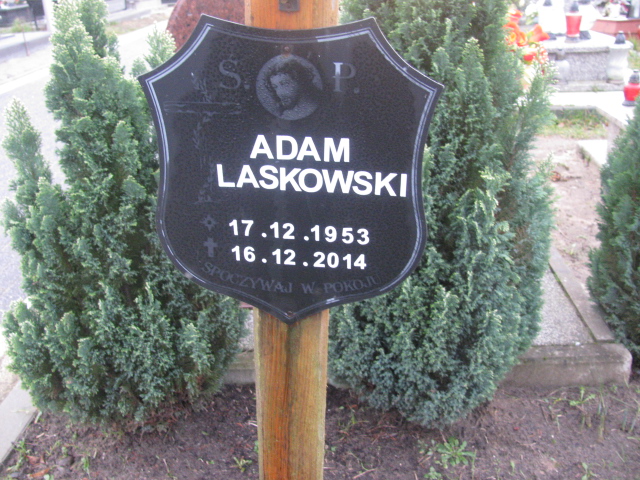 S. P.
ADAM
LASKOWSKI
17.12.1953
16.12.2014
SPOCZYWAJ W POKOJU